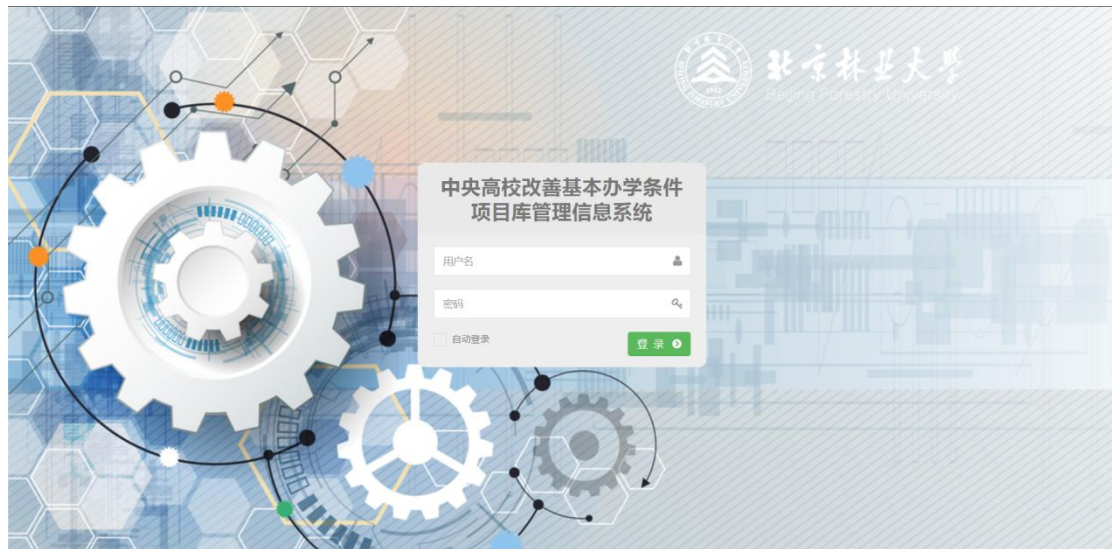 北京林业大学
Beijing Forestry University
中央高校改善基本办学条件
项目库管理信息系统
用户名
密码
自动登录
登 录